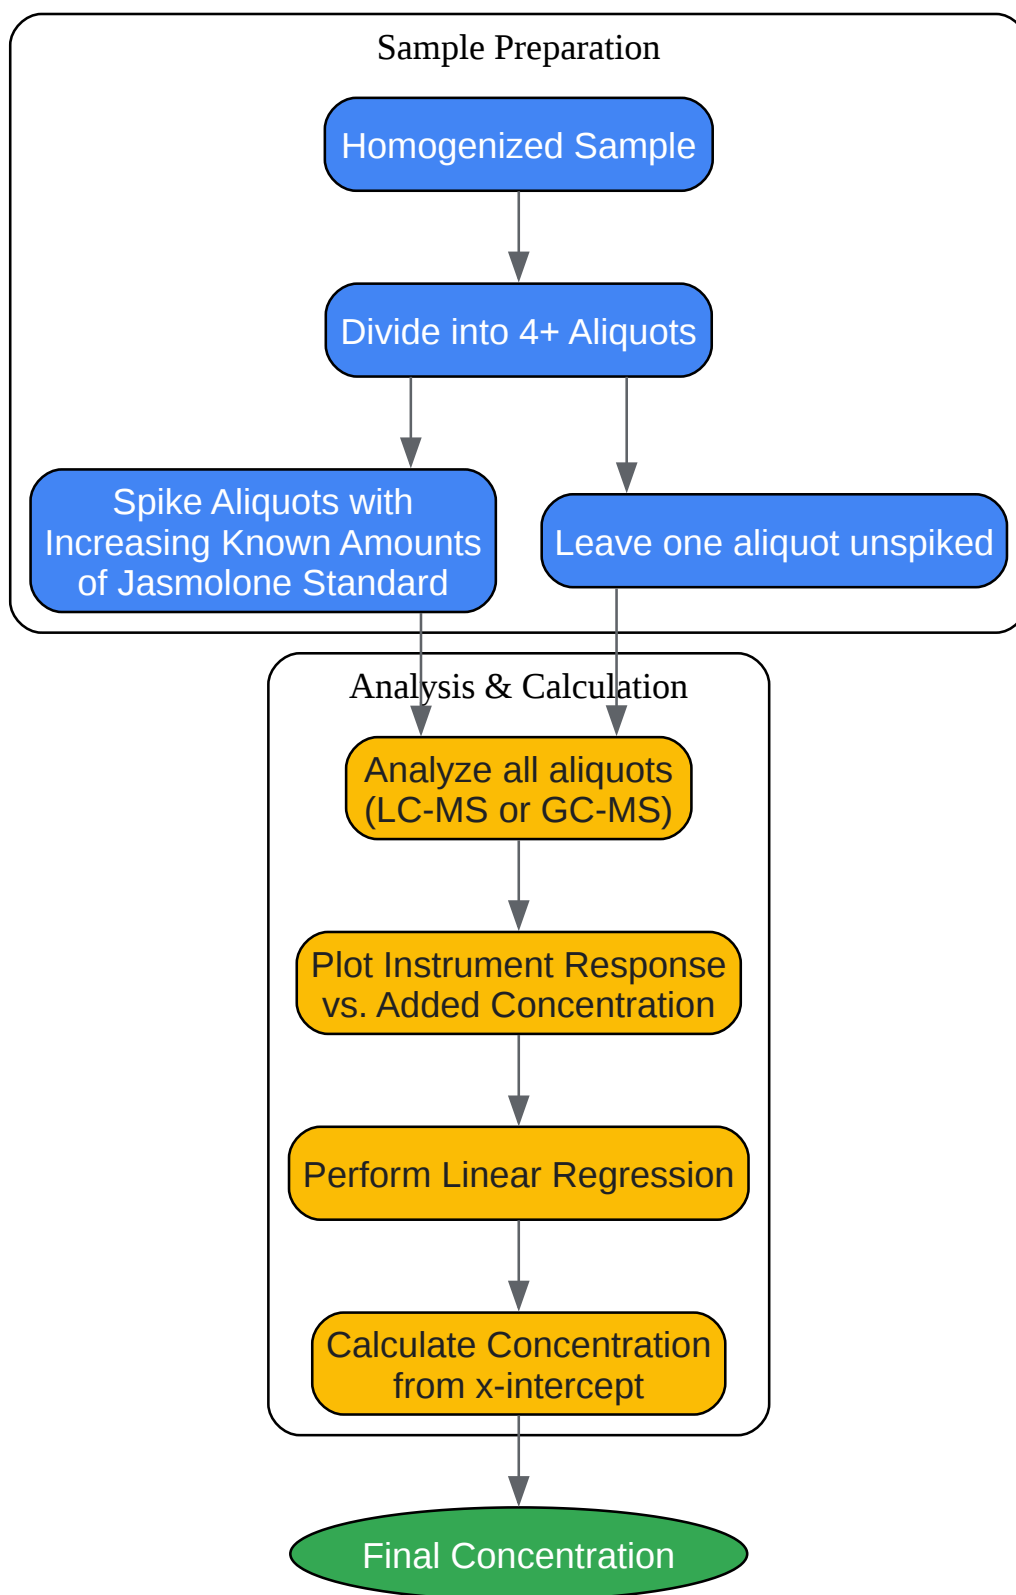 Sample Preparation
Homogenized Sample
Divide into 4+ Aliquots
Spike Aliquots with
Increasing Known Amounts
of Jasmolone Standard
Leave one aliquot unspiked
Analysis & Calculation
Analyze all aliquots
(LC-MS or GC-MS)
Plot Instrument Response
vs. Added Concentration
Perform Linear Regression
Calculate Concentration
from x-intercept
Final Concentration